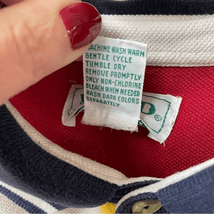 MACHINE WASH WARM
GENTLE CYCLE
TUMBLE DRY
REMOVE PROMPTLY
ONLY NON-CHLORINE
BLEACH WHEN NEEDED
WASH DARK COLORS
SEPARATELY